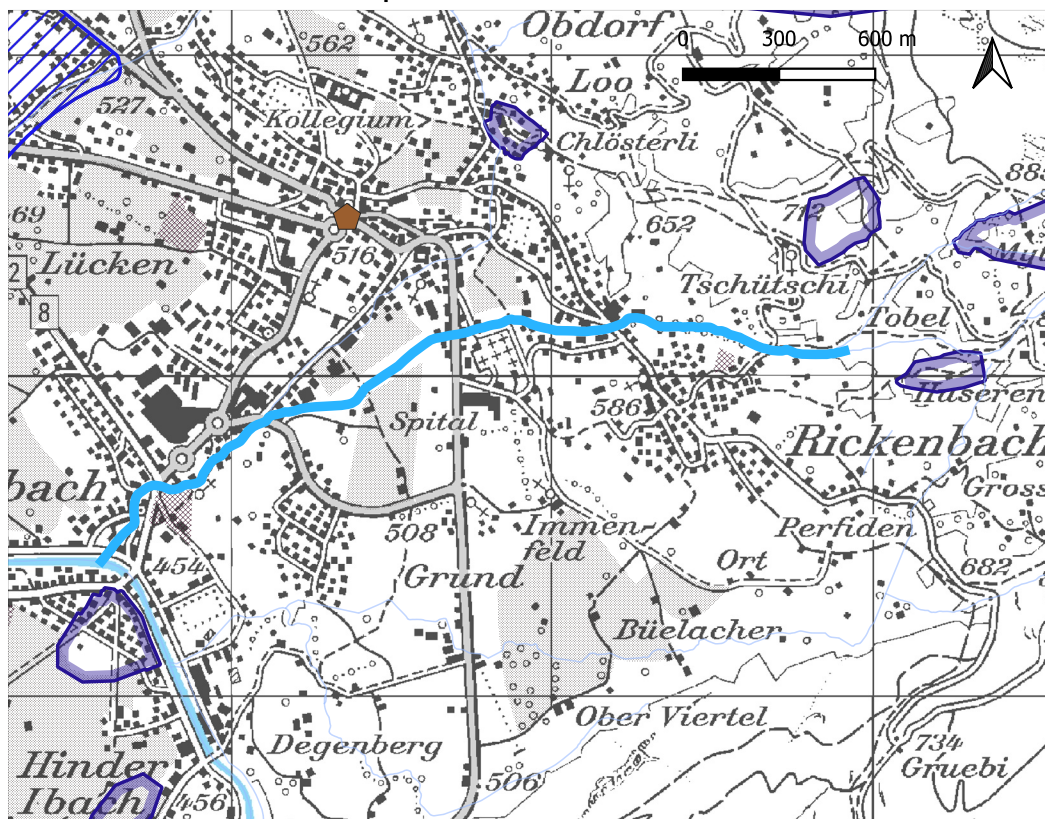 Obdorf
562
0 300 600 m
Loo
527
Kollegium
Chlösterli
883
69
652
712
516
Lücken
2
Tschütschi
8
Tobel
Haseren
586
Spital
Rickenbach
bach
Gross
508
Immen-
feld
Perfiden
454
Ort
682
Grund
Büelacher
Ober Viertel
Degenberg
734
Gruebi
Hinder
Ibach
506
456